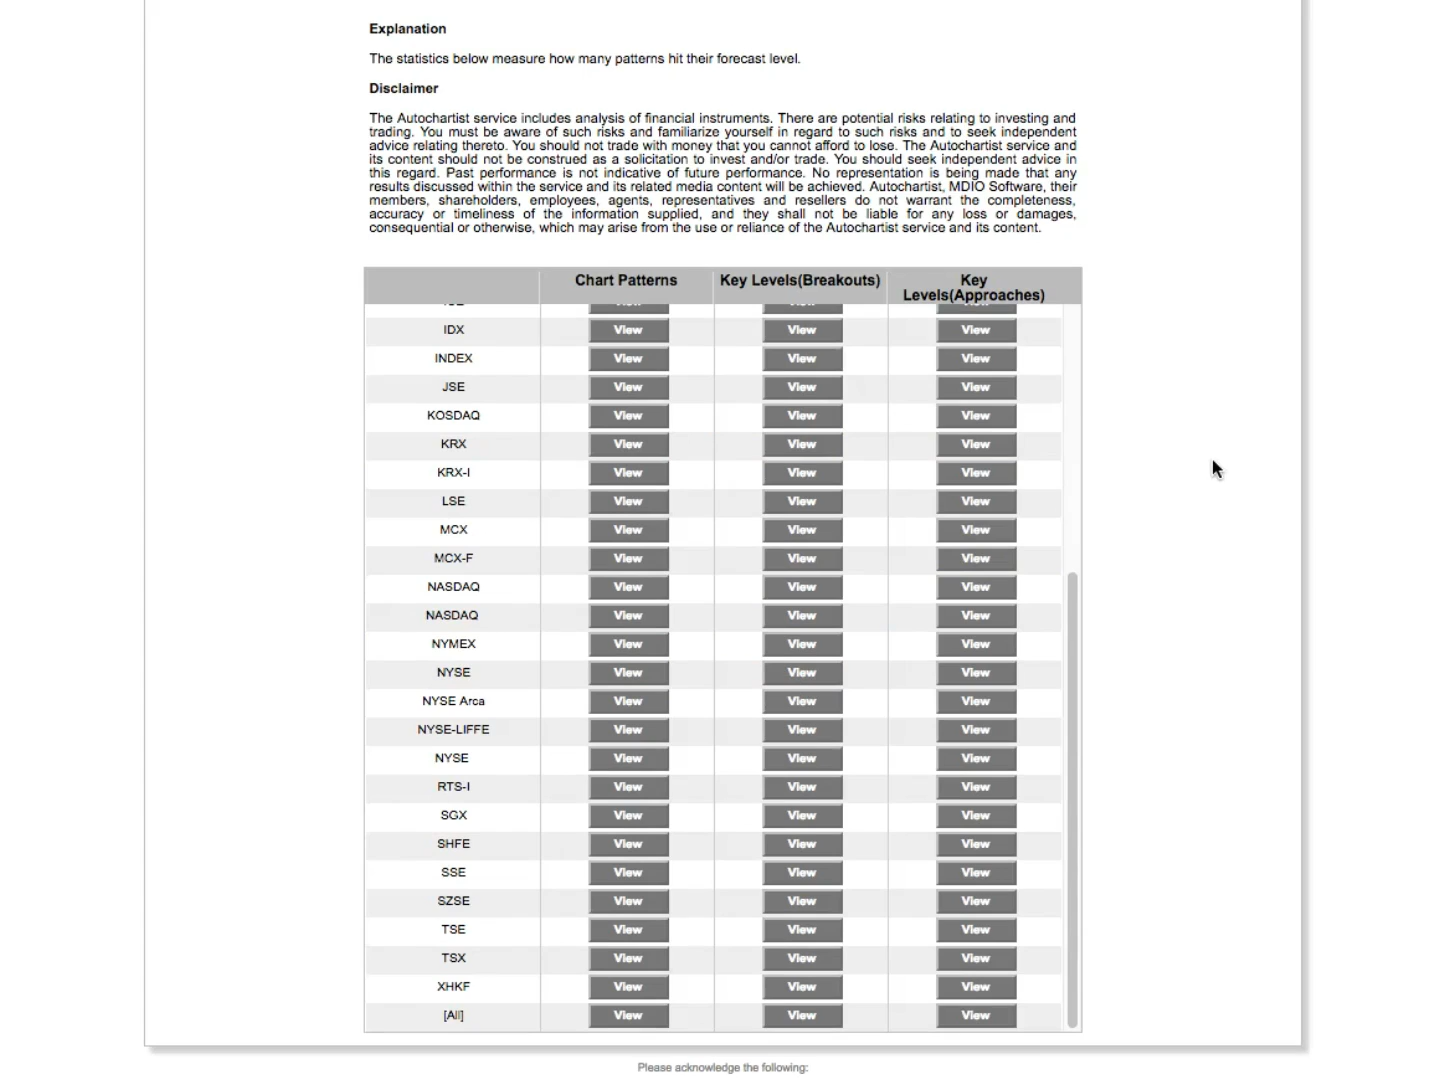 Explanation
The statistics below measure how many patterns hit their forecast level.
Disclaimer
The Autochartist service includes analysis of financial instruments. There are potential risks relating to investing and
trading. You must be aware of such risks and familiarize yourself in regard to such risks and to seek independent
advice relating thereto. You should not trade with money that you cannot afford to lose. The Autochartist service and
its content should not be construed as a solicitation to invest and/or trade. You should seek independent advice in
this regard. Past performance is not indicative of future performance. No representation is being made that any
results discussed within the service and its related media content will be achieved. Autochartist, MDIO Software, their
members, shareholders, employees, agents, representatives and resellers do not warrant the completeness,
accuracy or timeliness of the information supplied, and they shall not be liable for any loss or damages,
consequential or otherwise, which may arise from the use or reliance of the Autochartist service and its content.
Chart Patterns Key Levels(Breakouts) Key
Levels(Approaches)
IDX View View View
INDEX View View View
JSE View View View
KOSDAQ View View View
KRX View View View
KRX-I View View View
LSE View View View
MCX View View View
MCX-F View View View
NASDAQ View View View
NASDAQ View View View
NYMEX View View View
NYSE View View View
NYSE Arca View View View
NYSE-LIFFE View View View
NYSE View View View
RTS-I View View View
SGX View View View
SHFE View View View
SSE View View View
SZSE View View View
TSE View View View
TSX View View View
XHKF View View View
[All] View View View
Please acknowledge the following: